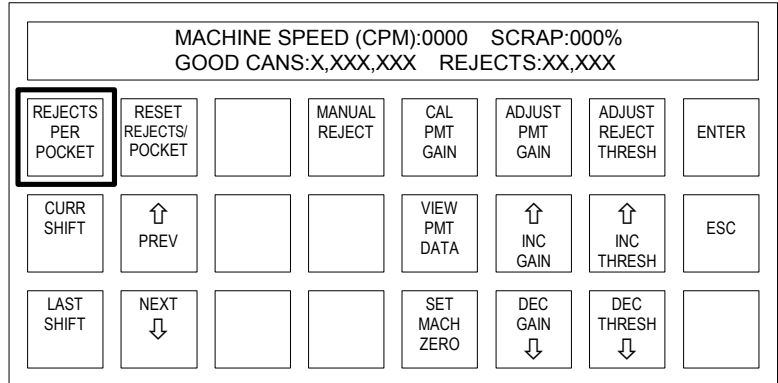 MACHINE SPEED (CPM):0000 SCRAP:000%
GOOD CANS:X,XXX,XXX REJECTS:XX,XXX
REJECTS
PER
POCKET
RESET
REJECTS/
POCKET
MANUAL
REJECT
CAL
PMT
GAIN
ADJUST
PMT
GAIN
ADJUST
REJECT
THRESH
ENTER
CURR
SHIFT
⇧
PREV
VIEW
PMT
DATA
⇧
INC
GAIN
⇧
INC
THRESH
ESC
LAST
SHIFT
NEXT
⇩
SET
MACH
ZERO
DEC
GAIN
⇩
DEC
THRESH
⇩